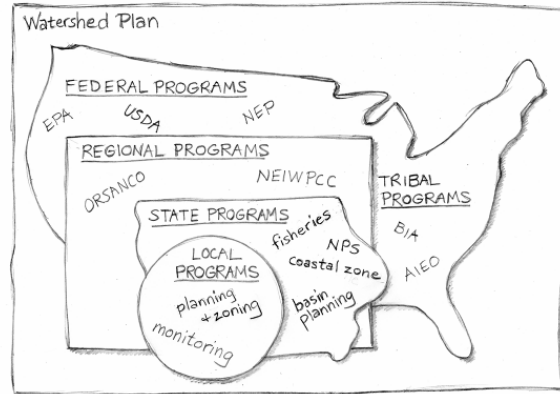 Watershed Plan
FEDERAL PROGRAMS
EPA
USDA
NEP
REGIONAL PROGRAMS
ORSANCO
NEIWPCC
TRIBAL
PROGRAMS
BIA
AIEO
STATE PROGRAMS
fisheries
NPS
coastal zone
basin
planning
LOCAL
PROGRAMS
planning
+ zoning
monitoring